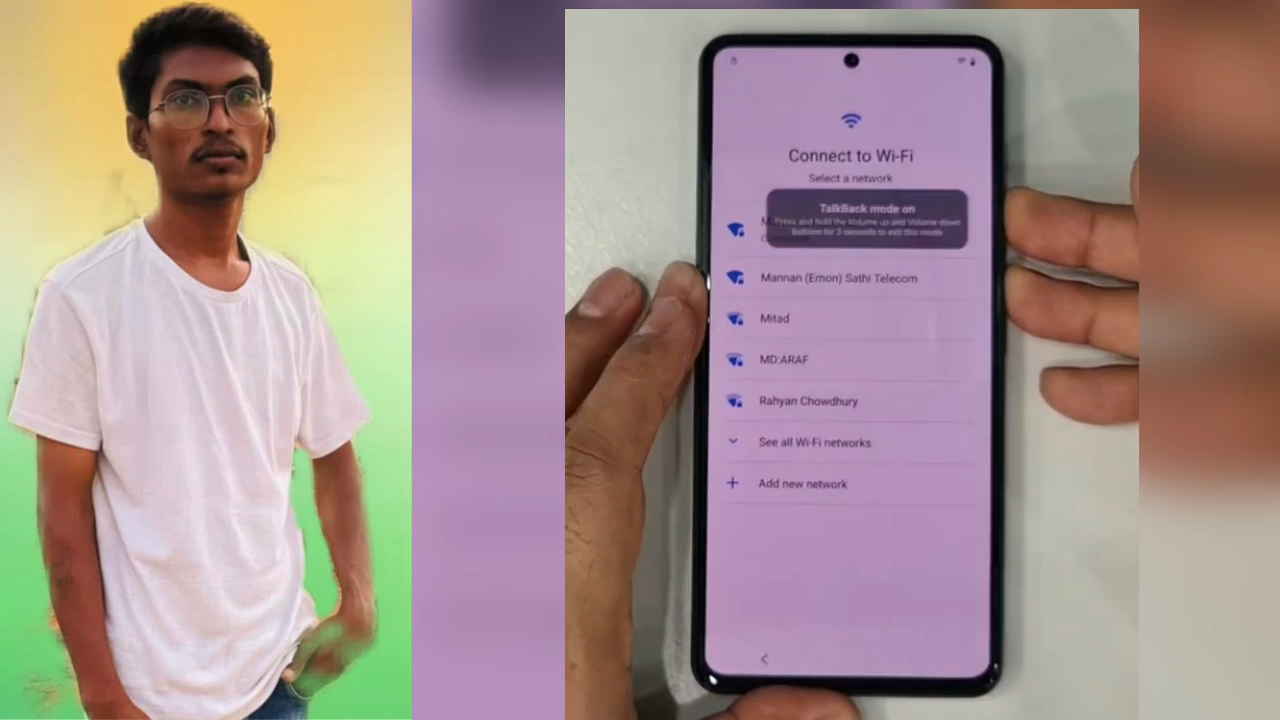 Connect to Wi-Fi
Select a network
TalkBack mode on
Press and hold the Volume up and Volume down
buttons for 3 seconds to exit this mode
Mannan (Emon) Sathi Telecom
Mitad
MD:ARAF
Rahyan Chowdhury
See all Wi-Fi networks
Add new network